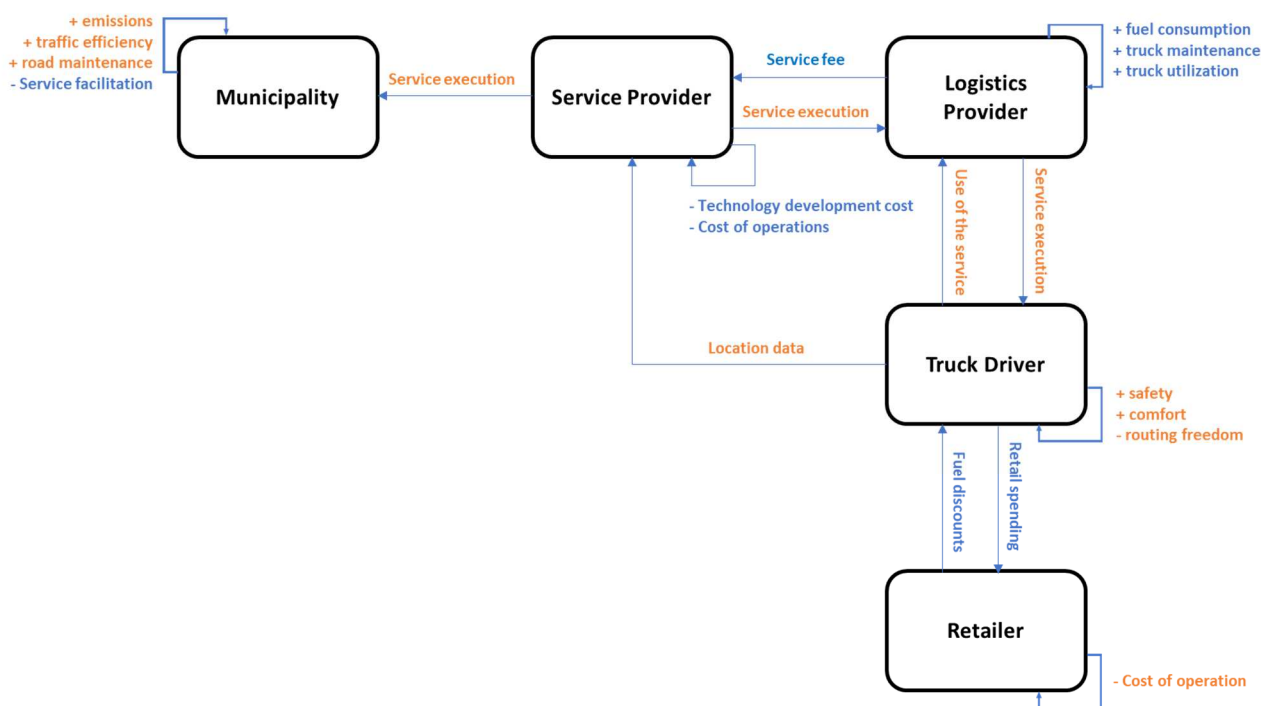 + emissions
+ traffic efficiency
+ road maintenance
- Service facilitation
Municipality
Service execution
Service Provider
Service fee
Service execution
Logistics
Provider
+ fuel consumption
+ truck maintenance
+ truck utilization
- Technology development cost
- Cost of operations
Use of the service
Service execution
Location data
Truck Driver
+ safety
+ comfort
- routing freedom
Fuel discounts
Retail spending
Retailer
- Cost of operation